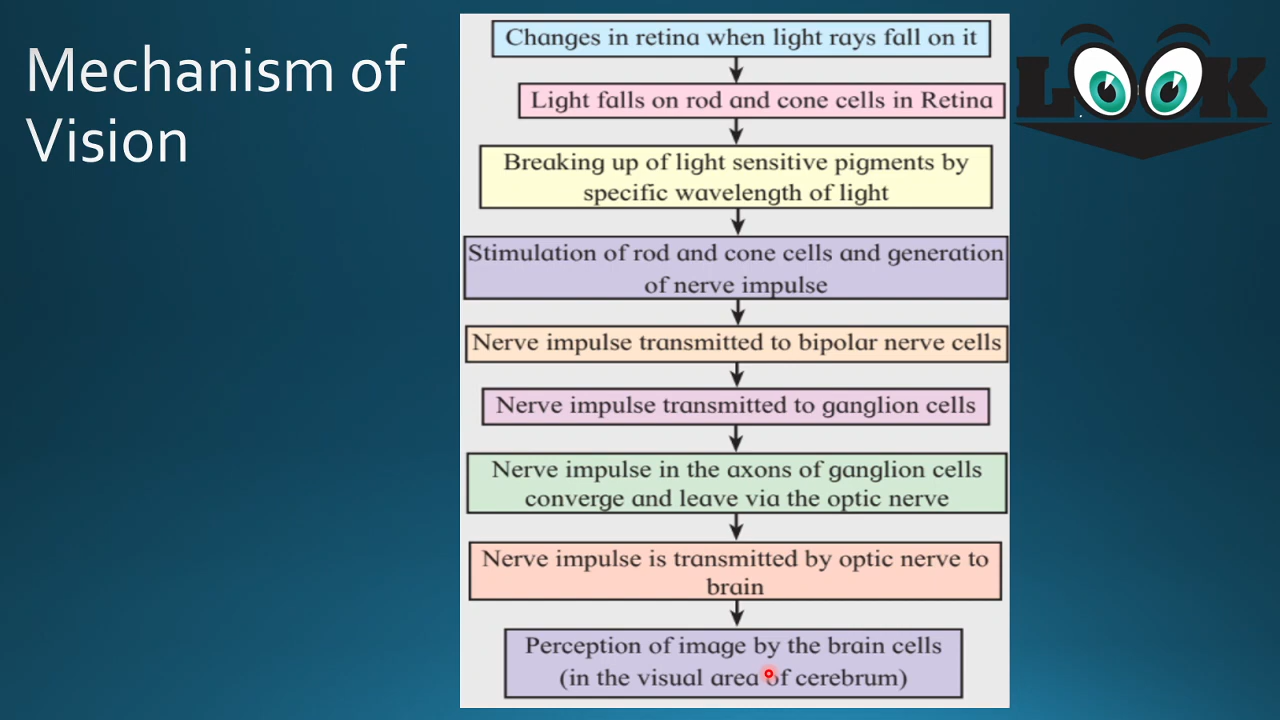 Mechanism of
Vision
Changes in retina when light rays fall on it
Light falls on rod and cone cells in Retina
Breaking up of light sensitive pigments by
specific wavelength of light
Stimulation of rod and cone cells and generation
of nerve impulse
Nerve impulse transmitted to bipolar nerve cells
Nerve impulse transmitted to ganglion cells
Nerve impulse in the axons of ganglion cells
converge and leave via the optic nerve
Nerve impulse is transmitted by optic nerve to
brain
Perception of image by the brain cells
(in the visual area of cerebrum)
LOOK